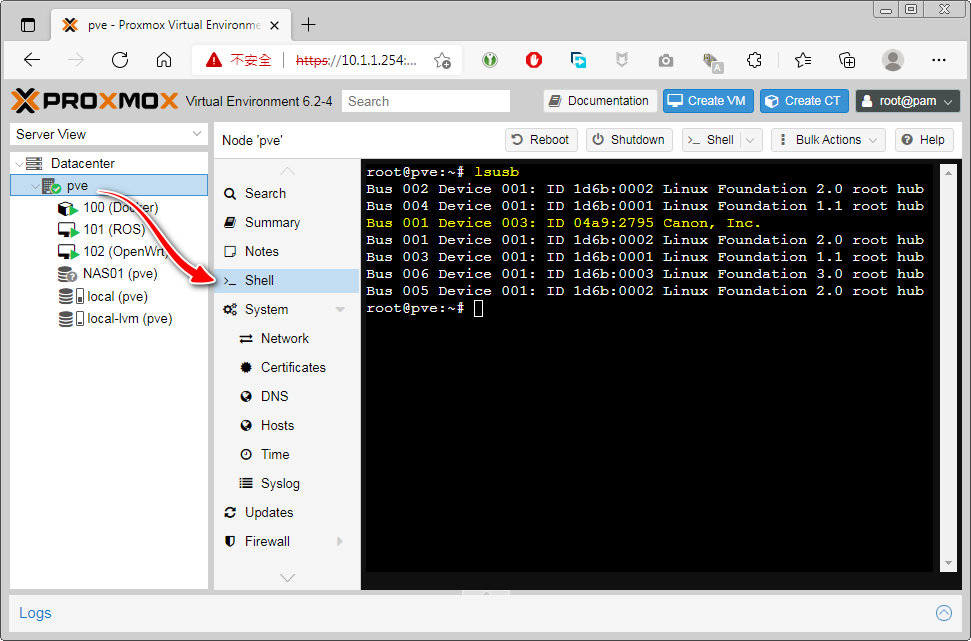 pve - Proxmox Virtual Environme
不安全
https://10.1.1.254:...
PROXMOX Virtual Environment 6.2-4
Search
Documentation
Create VM
Create CT
root@pam
Server View
Datacenter
pve
100 (Docker)
101 (ROS)
102 (OpenWrt)
NAS01 (pve)
local (pve)
local-lvm (pve)
Node 'pve'
Reboot
Shutdown
>_ Shell
Bulk Actions
Help
Search
Summary
Notes
>_ Shell
System
Network
Certificates
DNS
Hosts
Time
Syslog
Updates
Firewall
root@pve:~# lsusb
Bus 002 Device 001: ID 1d6b:0002 Linux Foundation 2.0 root hub
Bus 004 Device 001: ID 1d6b:0001 Linux Foundation 1.1 root hub
Bus 001 Device 003: ID 04a9:2795 Canon, Inc.
Bus 001 Device 001: ID 1d6b:0002 Linux Foundation 2.0 root hub
Bus 003 Device 001: ID 1d6b:0001 Linux Foundation 1.1 root hub
Bus 006 Device 001: ID 1d6b:0003 Linux Foundation 3.0 root hub
Bus 005 Device 001: ID 1d6b:0002 Linux Foundation 2.0 root hub
root@pve:~#
Logs